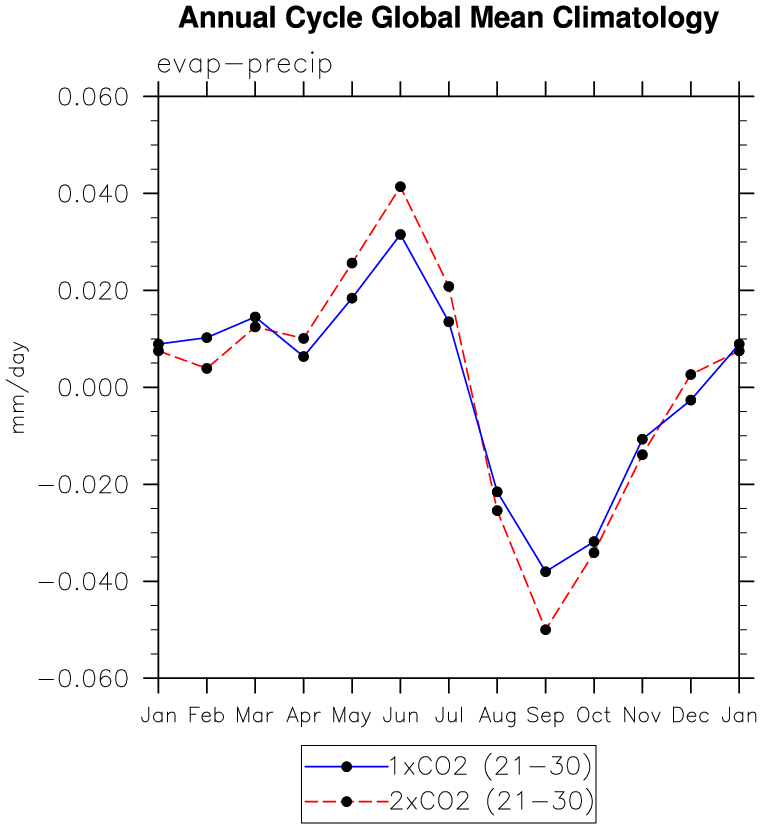 Annual Cycle Global Mean Climatology
evap-precip
0.060
0.040
0.020
0.000
-0.020
-0.040
-0.060
mm/day
Jan Feb Mar Apr May Jun Jul Aug Sep Oct Nov Dec Jan
1xCO2 (21-30)
2xCO2 (21-30)